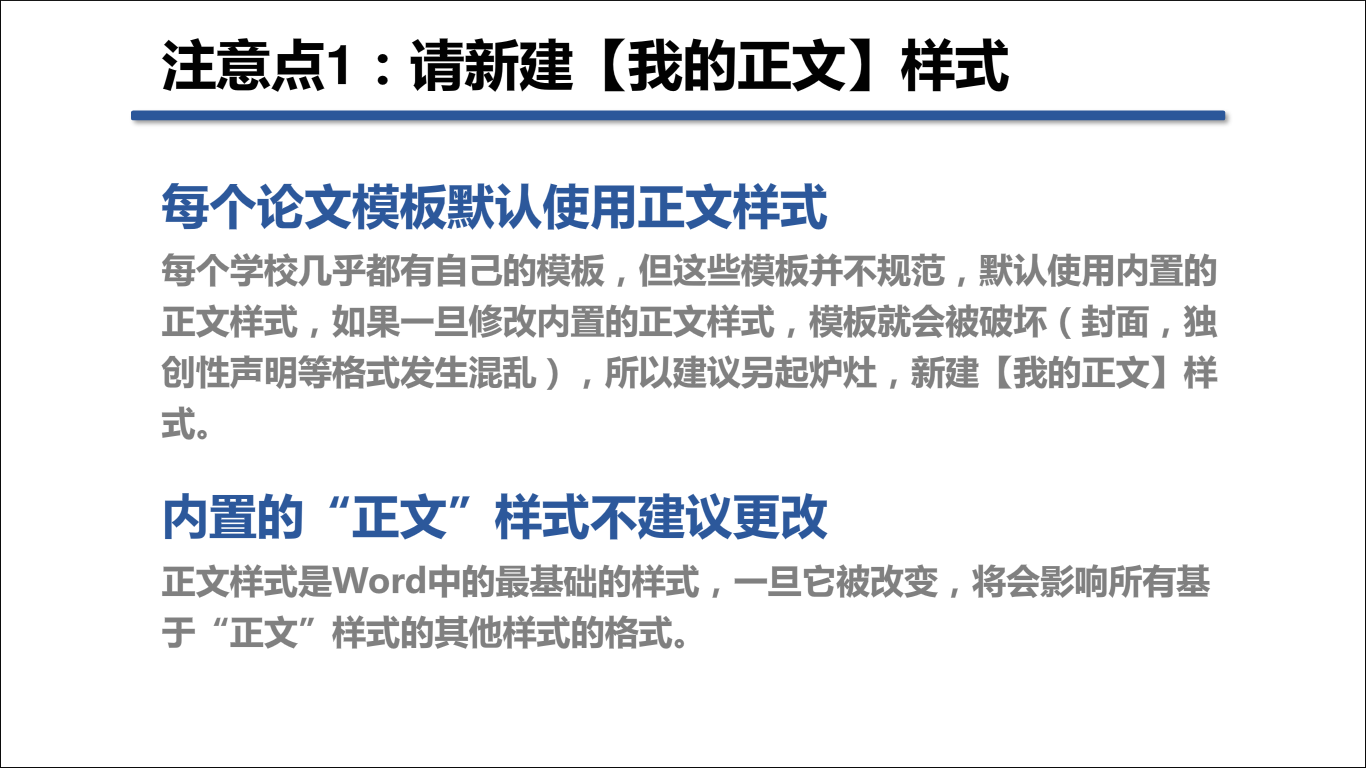 注意点1：请新建【我的正文】样式
每个论文模板默认使用正文样式
每个学校几乎都有自己的模板，但这些模板并不规范，默认使用内置的
正文样式，如果一旦修改内置的正文样式，模板就会被破坏（封面，独
创性声明等格式发生混乱），所以建议另起炉灶，新建【我的正文】样
式。
内置的“正文”样式不建议更改
正文样式是Word中的最基础的样式，一旦它被改变，将会影响所有基
于“正文”样式的其他样式的格式。